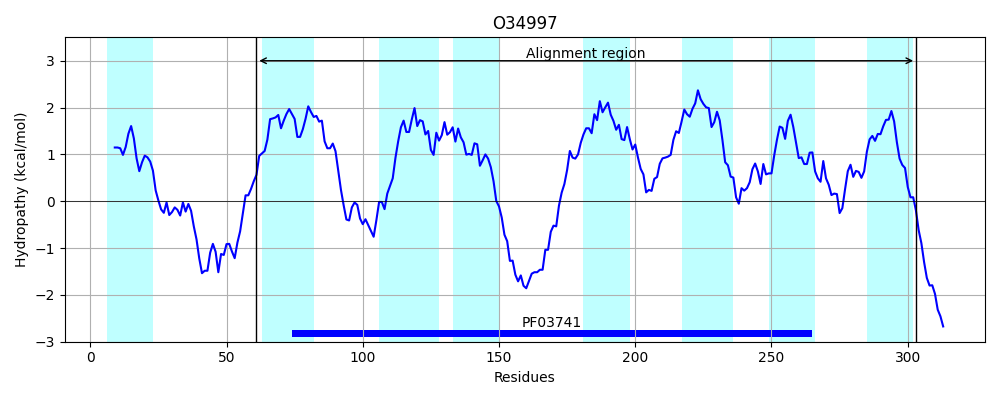 O34997
Alignment region
3
2
1
0
−1
−2
−3
Hydropathy (kcal/mol)
PF03741
0 50 100 150 200 250 300
Residues